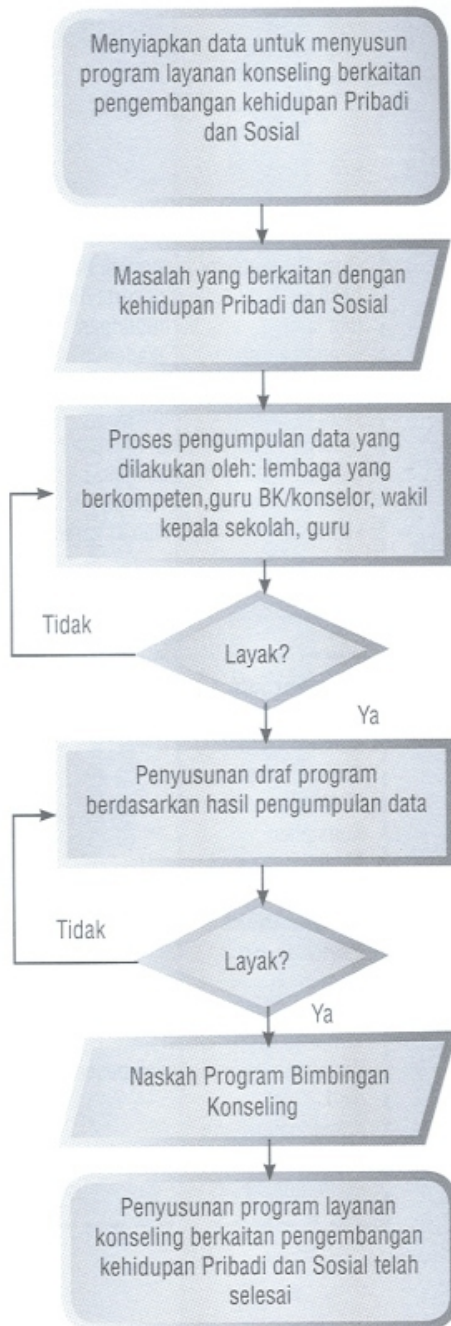 Menyiapkan data untuk menyusun
program layanan konseling berkaitan
pengembangan kehidupan Pribadi
dan Sosial
Masalah yang berkaitan dengan
kehidupan Pribadi dan Sosial
Proses pengumpulan data yang
dilakukan oleh: lembaga yang
berkompeten,guru BK/konselor, wakil
kepala sekolah, guru
Tidak
Layak?
Ya
Penyusunan draf program
berdasarkan hasil pengumpulan data
Tidak
Layak?
Ya
Naskah Program Bimbingan
Konseling
Penyusunan program layanan
konseling berkaitan pengembangan
kehidupan Pribadi dan Sosial telah
selesai